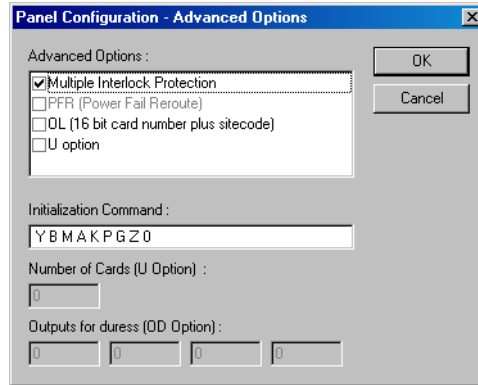 Panel Configuration - Advanced Options
Advanced Options :
Multiple Interlock Protection
PFR (Power Fail Reroute)
OL (16 bit card number plus sitecode)
U option
OK
Cancel
Initialization Command :
Y B M A K P G Z 0
Number of Cards (U Option) :
0
Outputs for duress (OD Option) :
0 0 0 0